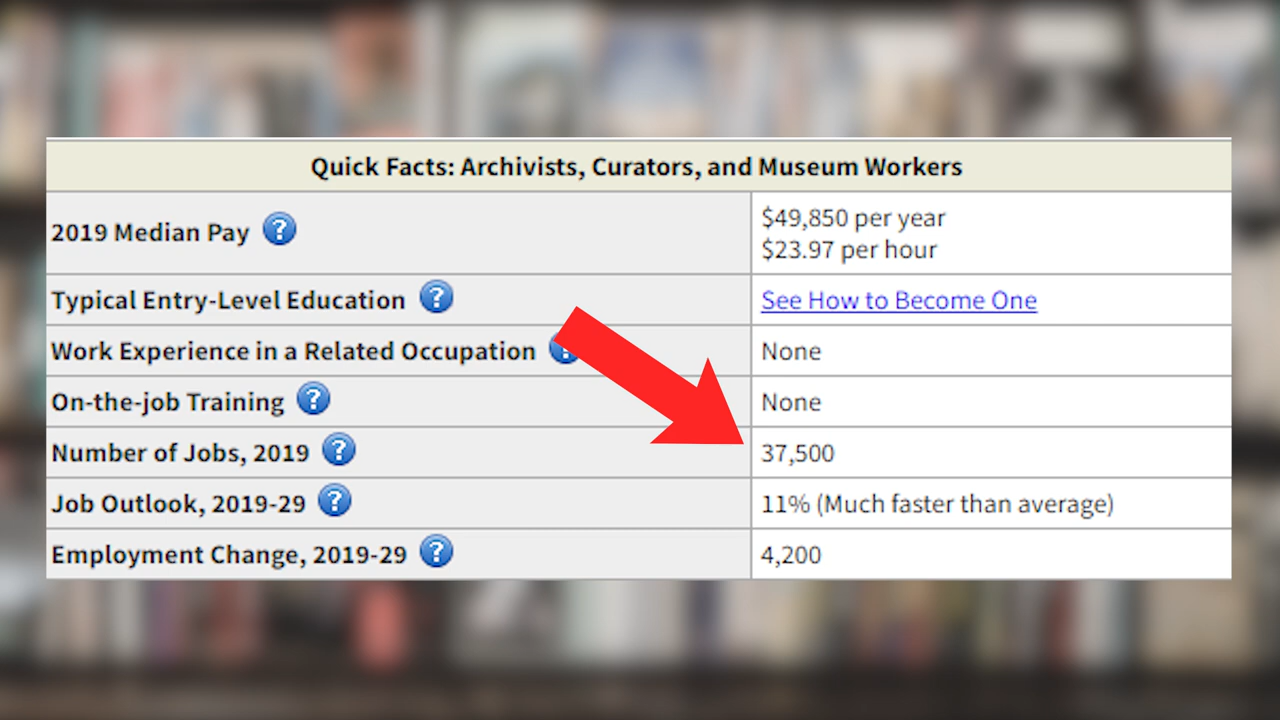 Quick Facts: Archivists, Curators, and Museum Workers
2019 Median Pay ?
$49,850 per year
$23.97 per hour
Typical Entry-Level Education ?
See How to Become One
Work Experience in a Related Occupation ?
None
On-the-job Training ?
None
Number of Jobs, 2019 ?
37,500
Job Outlook, 2019-29 ?
11% (Much faster than average)
Employment Change, 2019-29 ?
4,200